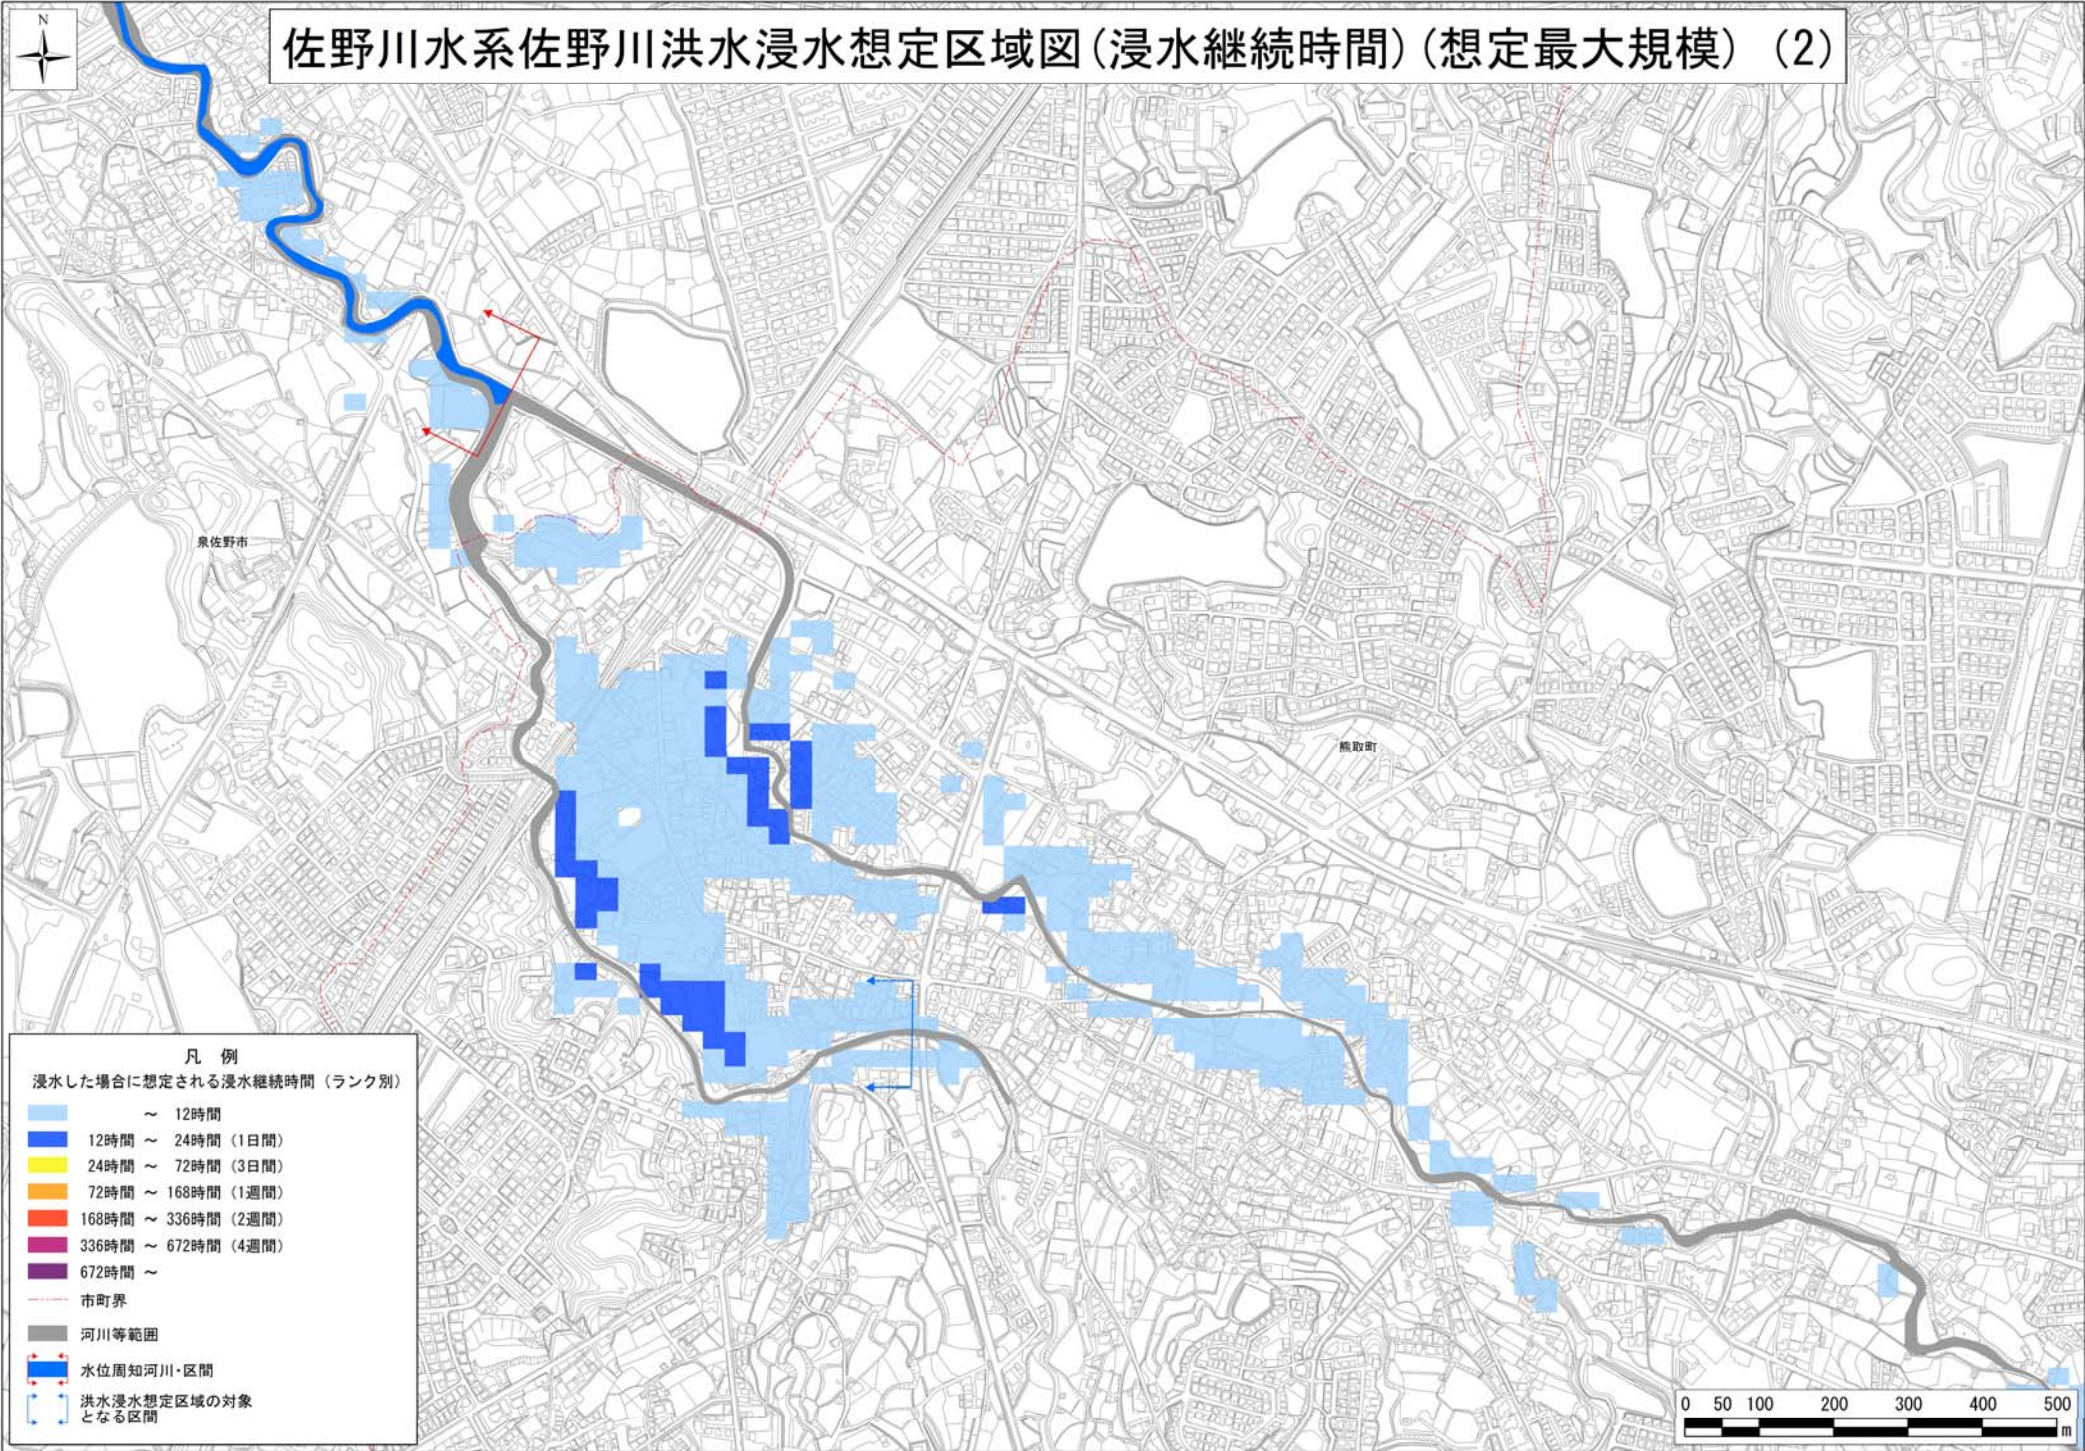 N
佐野川水系佐野川洪水浸水想定区域図(浸水継続時間)(想定最大規模) (2)
泉佐野市
熊取町
凡 例
浸水した場合に想定される浸水継続時間(ランク別)
～ 12時間
12時間 ～ 24時間(1日間)
24時間 ～ 72時間(3日間)
72時間 ～ 168時間(1週間)
168時間 ～ 336時間(2週間)
336時間 ～ 672時間(4週間)
672時間 ～
市町界
河川等範囲
水位周知河川・区間
洪水浸水想定区域の対象
となる区間
0 50 100 200 300 400 500
m